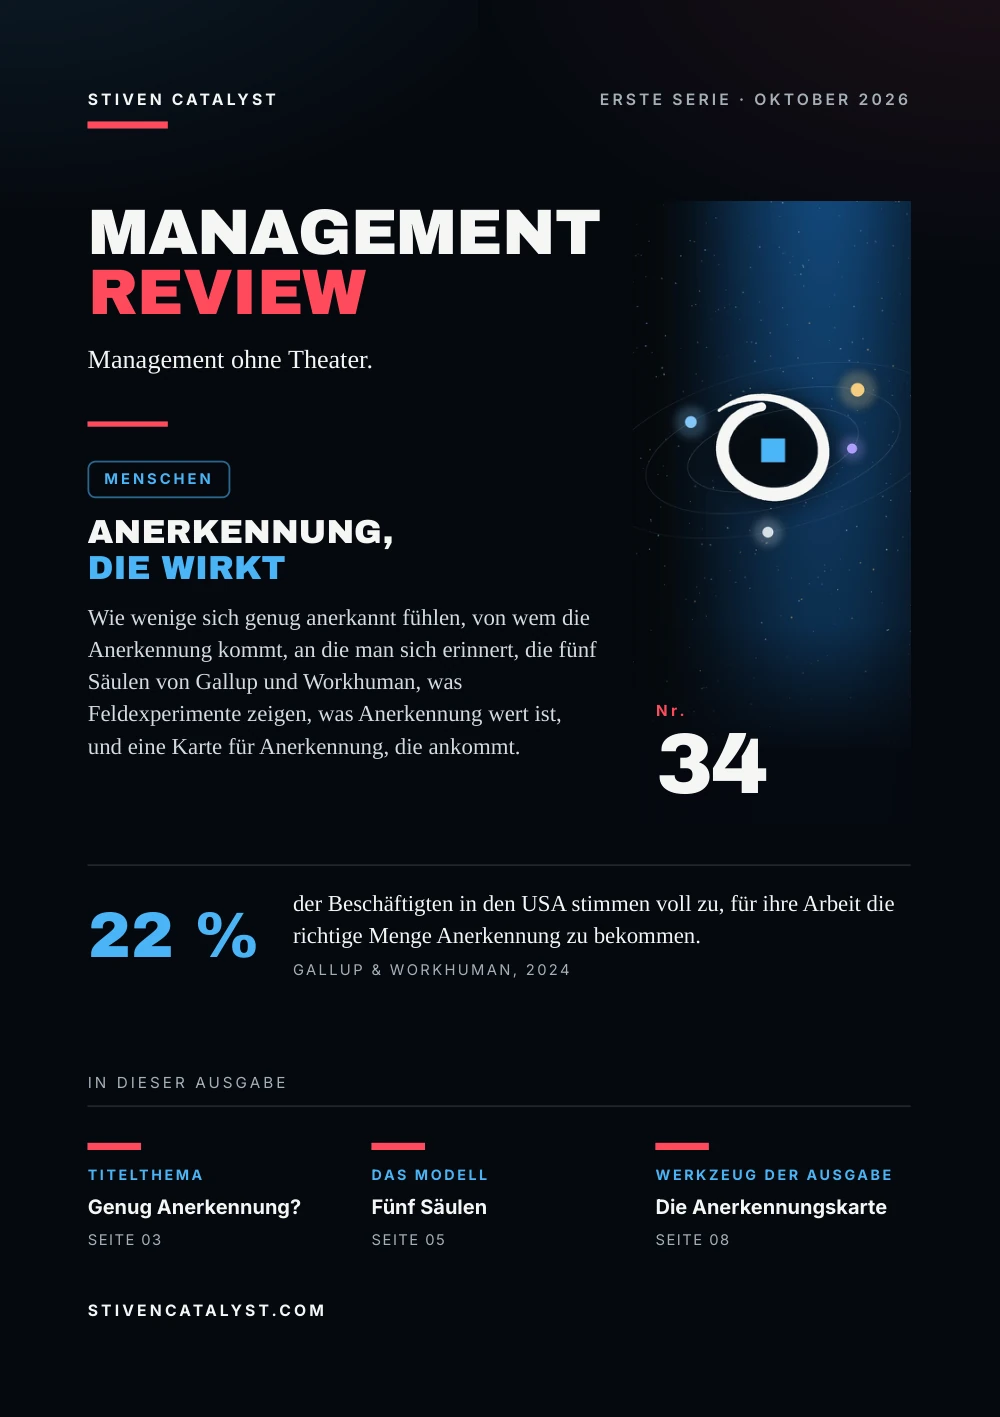 STIVEN CATALYST
ERSTE SERIE · OKTOBER 2026
MANAGEMENT
REVIEW
Management ohne Theater.
MENSCHEN
ANERKENNUNG,
DIE WIRKT
Wie wenige sich genug anerkannt fühlen, von wem die
Anerkennung kommt, an die man sich erinnert, die fünf
Säulen von Gallup und Workhuman, was
Feldexperimente zeigen, was Anerkennung wert ist,
und eine Karte für Anerkennung, die ankommt.
Nr.
34
22 %
der Beschäftigten in den USA stimmen voll zu, für ihre Arbeit die
richtige Menge Anerkennung zu bekommen.
GALLUP & WORKHUMAN, 2024
IN DIESER AUSGABE
TITELTHEMA
Genug Anerkennung?
SEITE 03
DAS MODELL
Fünf Säulen
SEITE 05
WERKZEUG DER AUSGABE
Die Anerkennungskarte
SEITE 08
STIVENCATALYST.COM